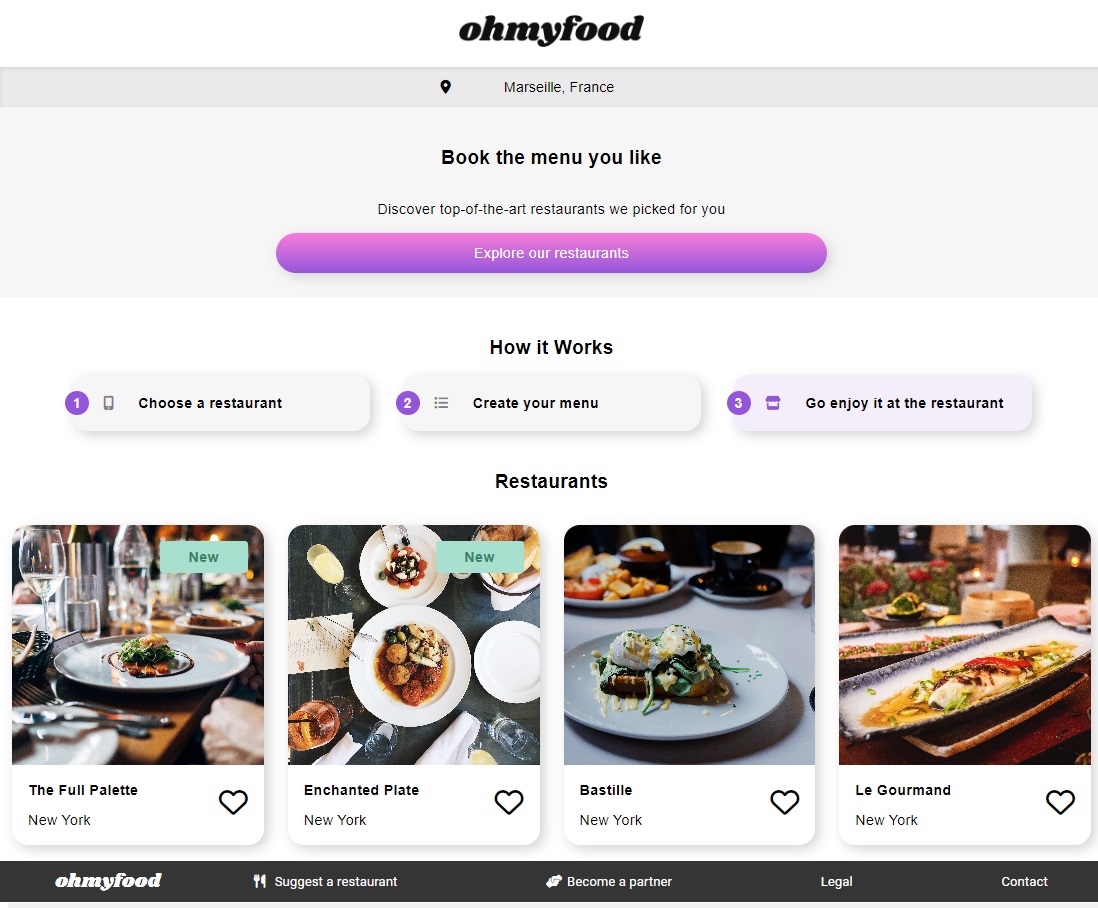 ohmyfood
Marseille, France
Book the menu you like
Discover top-of-the-art restaurants we picked for you
Explore our restaurants
How it Works
1 Choose a restaurant
2 Create your menu
3 Go enjoy it at the restaurant
Restaurants
New
New
The Full Palette
New York
Enchanted Plate
New York
Bastille
New York
Le Gourmand
New York
ohmyfood
Suggest a restaurant
Become a partner
Legal
Contact